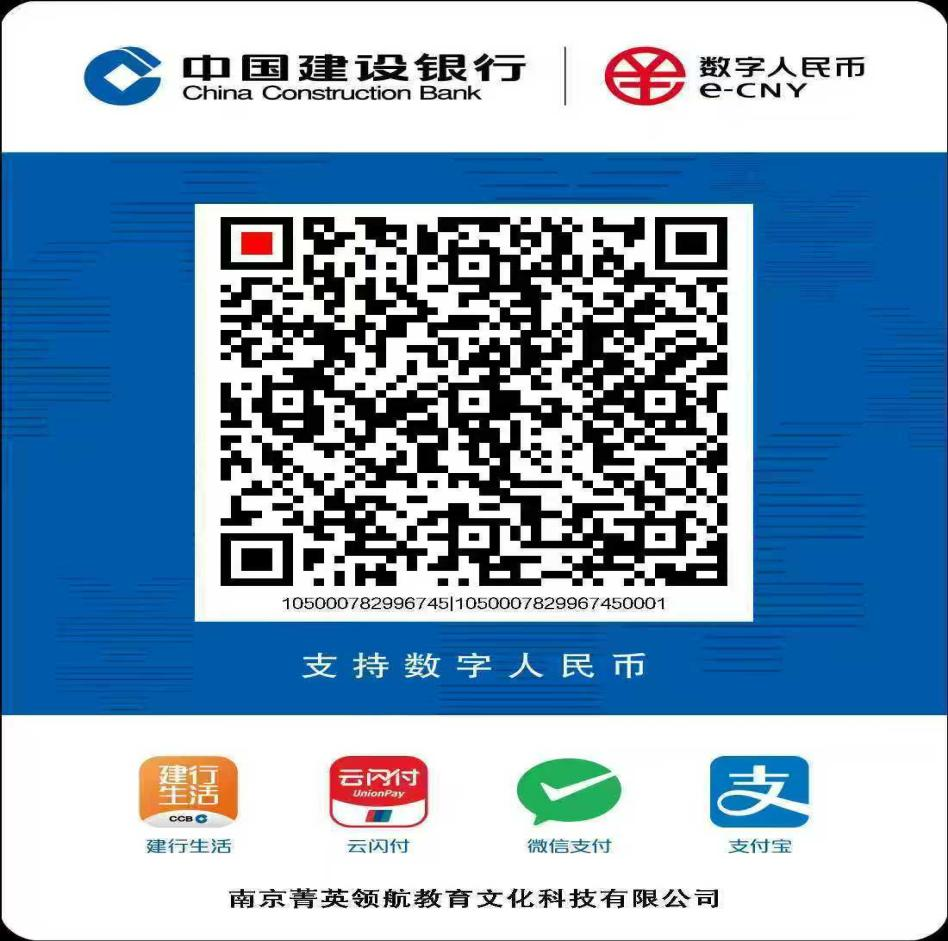 中国建设银行
China Construction Bank
数字人民币
e-CNY
105000782996745|1050007829967450001
支持数字人民币
建行
生活
CCB
建行生活
云闪付
UnionPay
云闪付
微信支付
支
支付宝
南京菁英领航教育文化科技有限公司